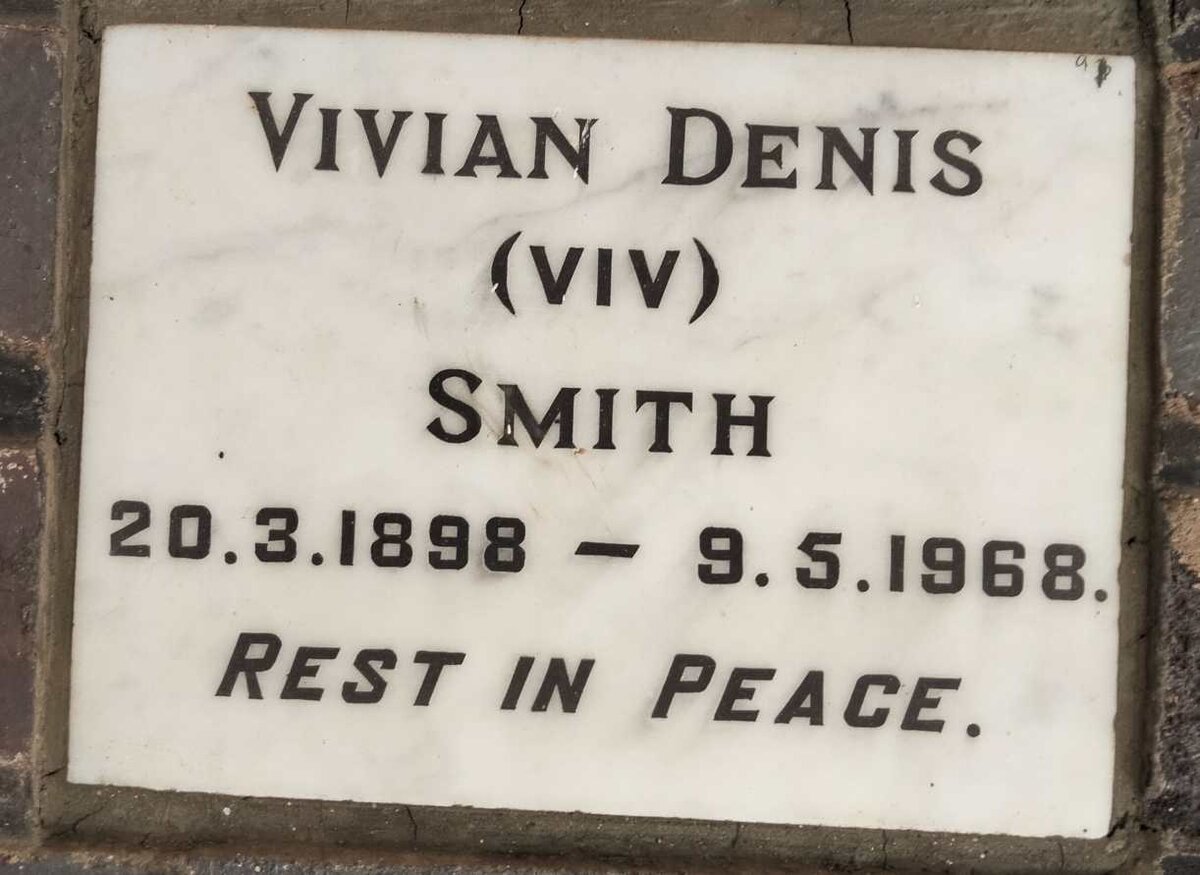 VIVIAN DENIS
(VIV)
SMITH
20.3.1898 – 9.5.1968.
REST IN PEACE.